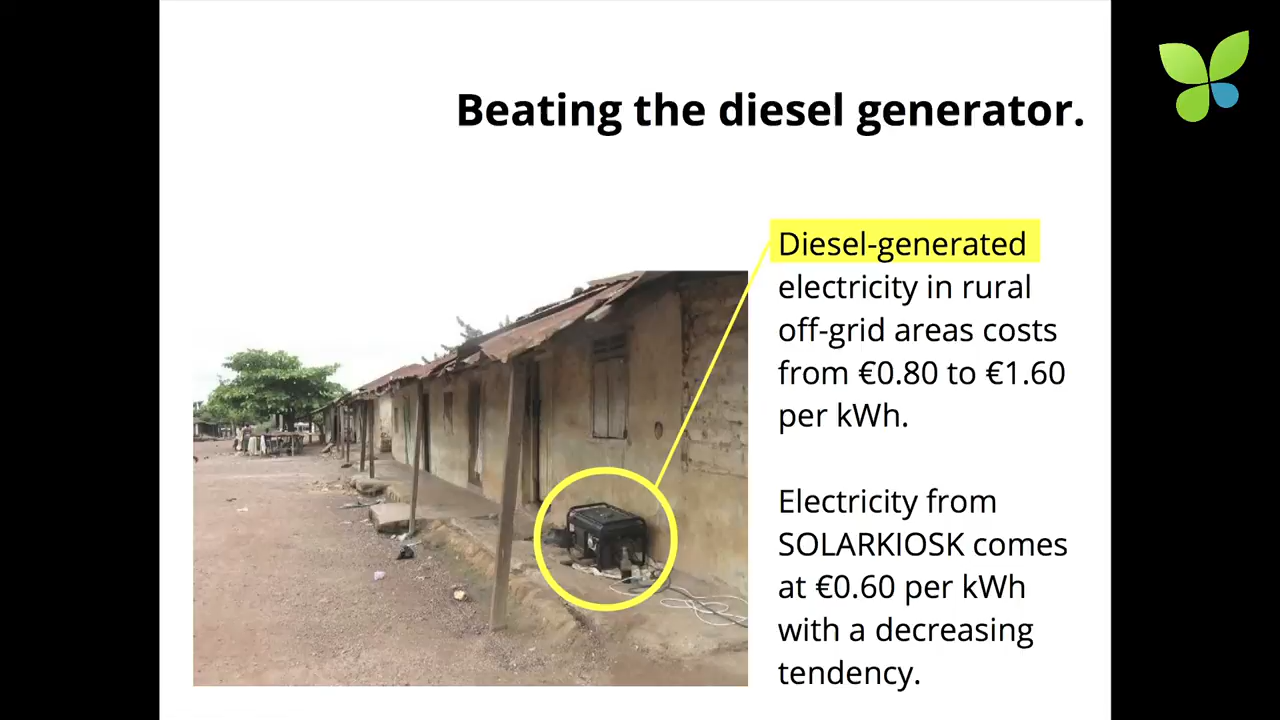 Beating the diesel generator.
Diesel-generated
electricity in rural
off-grid areas costs
from €0.80 to €1.60
per kWh.
Electricity from
SOLARKIOSK comes
at €0.60 per kWh
with a decreasing
tendency.